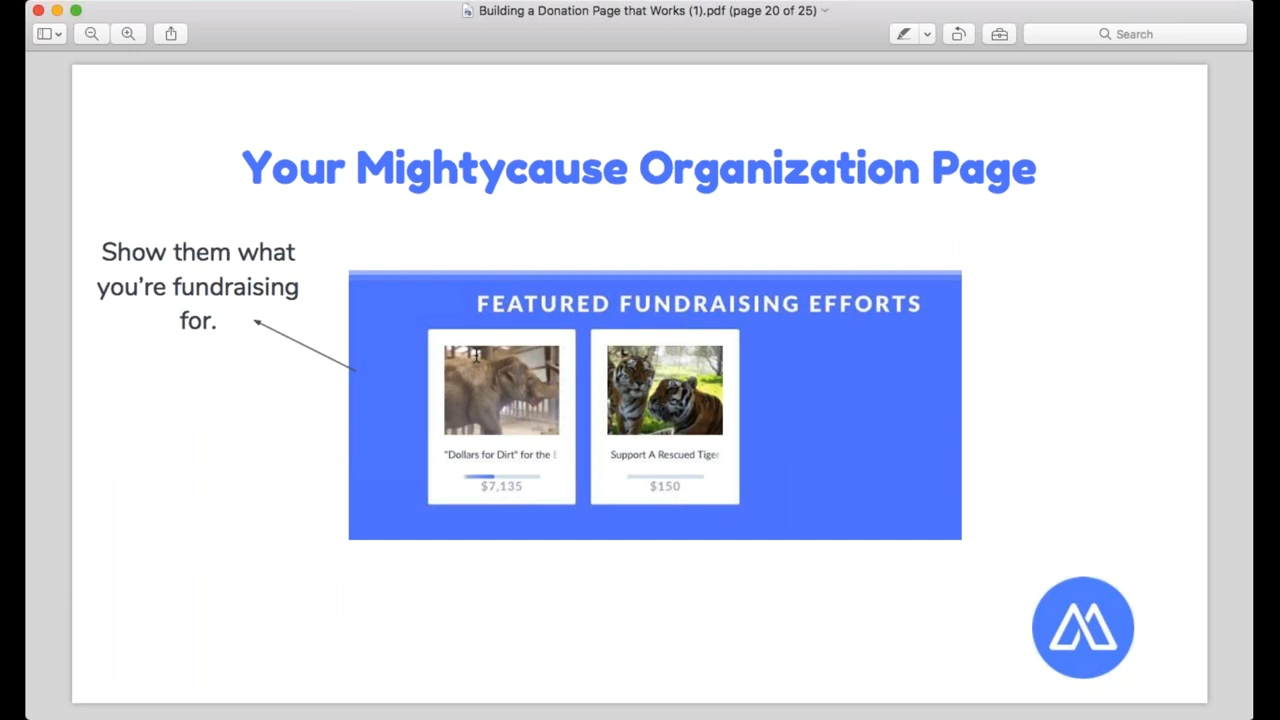 Building a Donation Page that Works (1).pdf (page 20 of 25)
Search
Your Mightycause Organization Page
Show them what
you're fundraising
for.
FEATURED FUNDRAISING EFFORTS
"Dollars for Dirt" for the
Support A Rescued Tiger
$7,135
$150